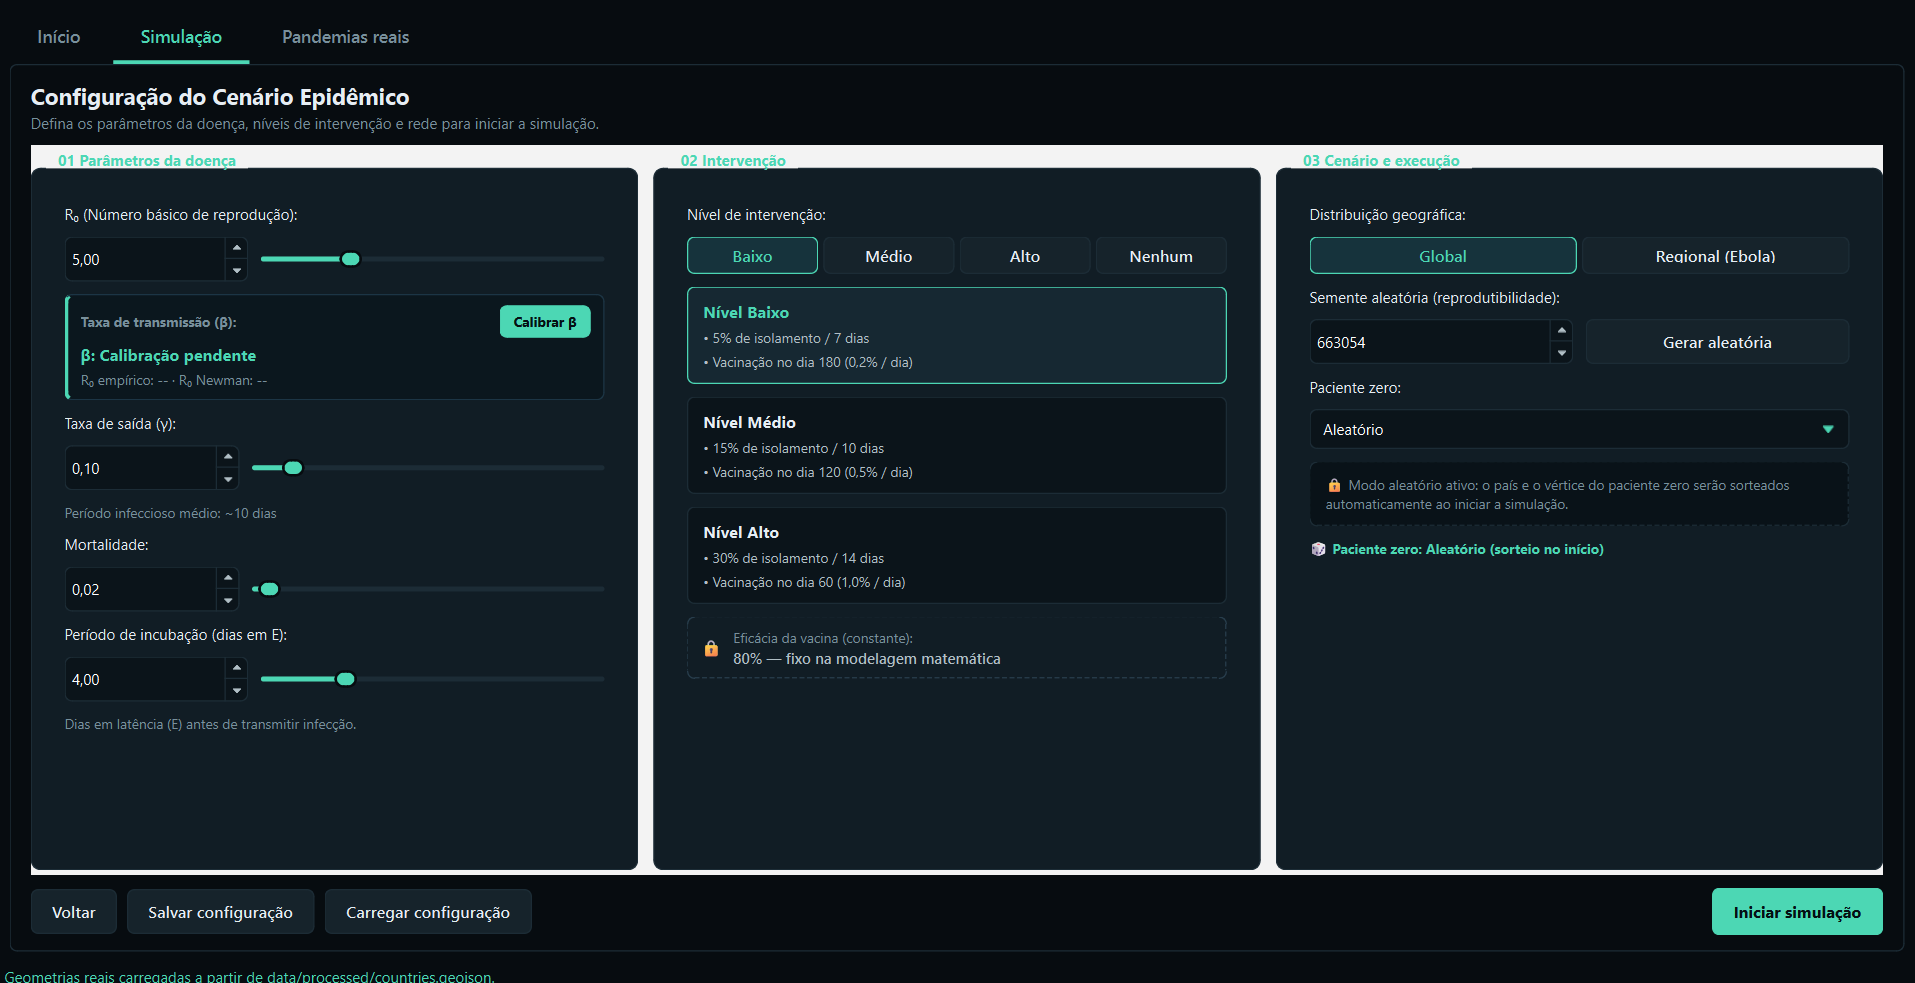 Início
Simulação
Pandemias reais
Configuração do Cenário Epidêmico
Defina os parâmetros da doença, níveis de intervenção e rede para iniciar a simulação.
01 Parâmetros da doença
R₀ (Número básico de reprodução):
5,00
Taxa de transmissão (β):
Calibrar β
β: Calibração pendente
R₀ empírico: -- · R₀ Newman: --
Taxa de saída (γ):
0,10
Período infeccioso médio: ~10 dias
Mortalidade:
0,02
Período de incubação (dias em E):
4,00
Dias em latência (E) antes de transmitir infecção.
02 Intervenção
Nível de intervenção:
Baixo
Médio
Alto
Nenhum
Nível Baixo
• 5% de isolamento / 7 dias
• Vacinação no dia 180 (0,2% / dia)
Nível Médio
• 15% de isolamento / 10 dias
• Vacinação no dia 120 (0,5% / dia)
Nível Alto
• 30% de isolamento / 14 dias
• Vacinação no dia 60 (1,0% / dia)
Eficácia da vacina (constante):
80% — fixo na modelagem matemática
03 Cenário e execução
Distribuição geográfica:
Global
Regional (Ebola)
Semente aleatória (reprodutibilidade):
663054
Gerar aleatória
Paciente zero:
Aleatório
Modo aleatório ativo: o país e o vértice do paciente zero serão sorteados
automaticamente ao iniciar a simulação.
Paciente zero: Aleatório (sorteio no início)
Voltar
Salvar configuração
Carregar configuração
Iniciar simulação
Geometrias reais carregadas a partir de data/processed/countries.geojson.